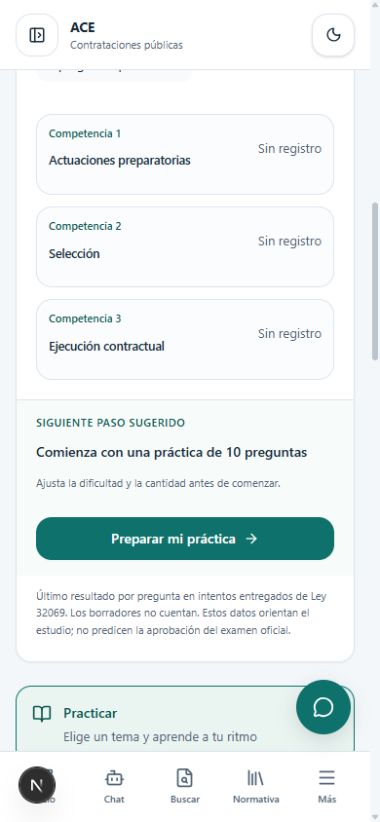 ACE
Contrataciones públicas
Competencia 1
Actuaciones preparatorias
Sin registro
Competencia 2
Selección
Sin registro
Competencia 3
Ejecución contractual
Sin registro
SIGUIENTE PASO SUGERIDO
Comienza con una práctica de 10 preguntas
Ajusta la dificultad y la cantidad antes de comenzar.
Preparar mi práctica →
Último resultado por pregunta en intentos entregados de Ley
32069. Los borradores no cuentan. Estos datos orientan el
estudio; no predicen la aprobación del examen oficial.
Practicar
Elige un tema y aprende a tu ritmo
N
Chat
Buscar
Normativa
Más